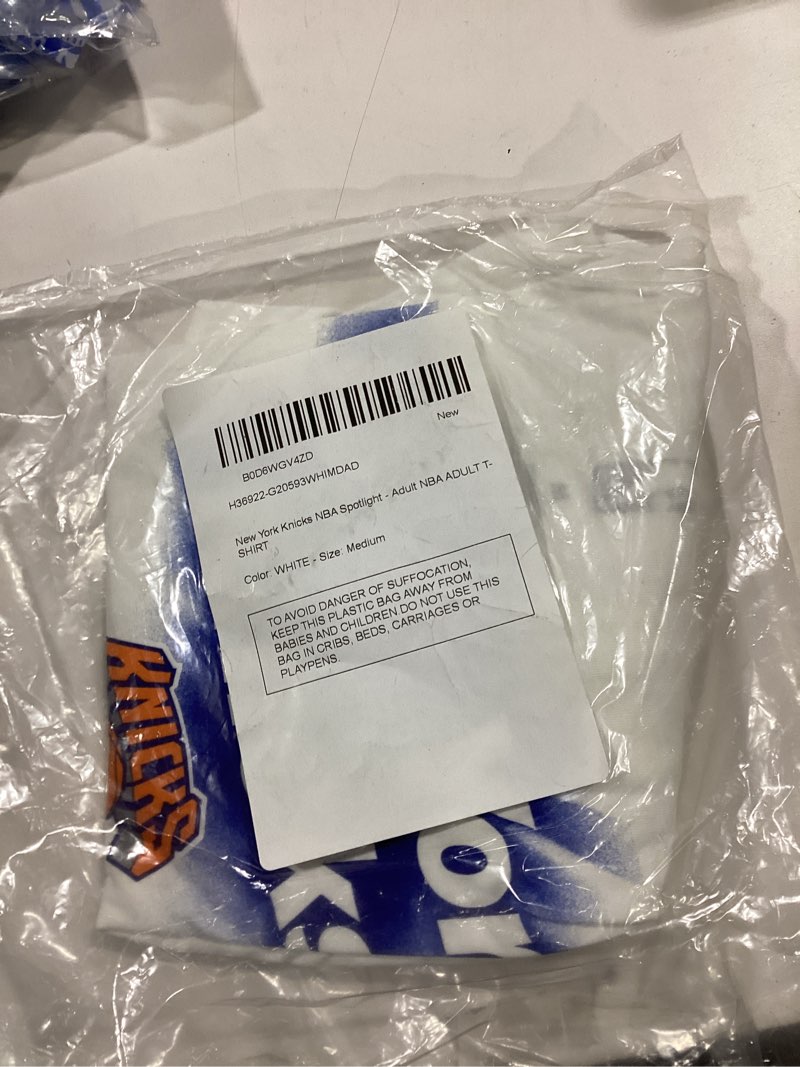 B0D6WGV4ZD
New
H36922-G20593WHIMDAD
New York Knicks NBA Spotlight - Adult NBA ADULT T-
SHIRT
Color: WHITE - Size: Medium
TO AVOID DANGER OF SUFFOCATION,
KEEP THIS PLASTIC BAG AWAY FROM
BABIES AND CHILDREN DO NOT USE THIS
BAG IN CRIBS, BEDS, CARRIAGES OR
PLAYPENS.
KNICKS